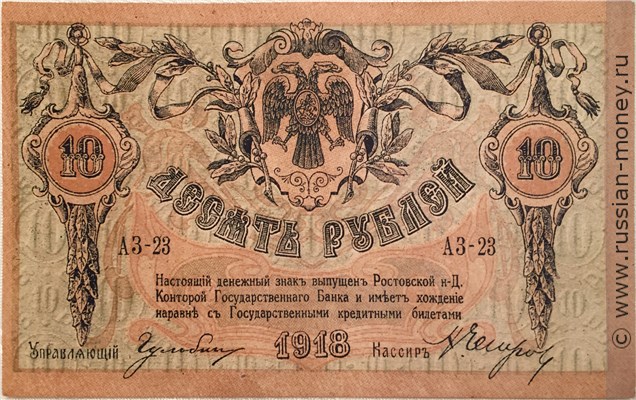 10 10
ДЕСЯТЬ РУБЛЕЙ
АЗ-23 АЗ-23
Настоящій денежный знакъ выпущенъ Ростовской н-Д.
Конторой Государственнаго Банка и имѣетъ хожденіе
наравнѣ съ Государственными кредитными билетами
Управляющій 1918 Кассиръ
© www.russian-money.ru